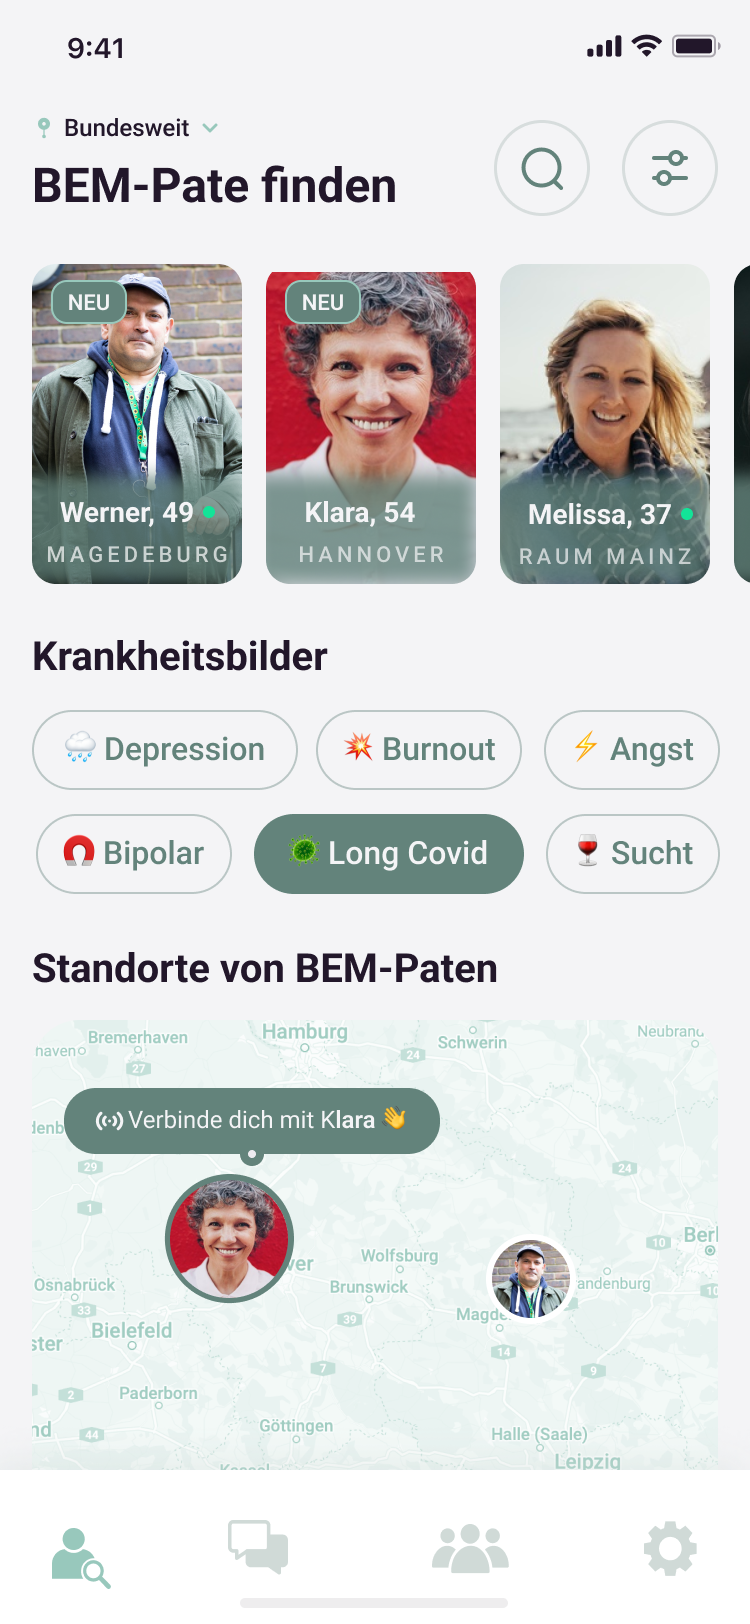 9:41
Bundesweit
BEM-Pate finden
NEU
NEU
Werner, 49
Klara, 54
Melissa, 37
MAGEDEBURG
HANNOVER
RAUM MAINZ
Krankheitsbilder
Depression
Burnout
Angst
Bipolar
Long Covid
Sucht
Standorte von BEM-Paten
Hamburg
Neubran
Bremerhaven
Schwerin
naven
24
27
Verbinde dich mit Klara 👋
denb
29
24
1
Berl
10
ver
Wolfsburg
Osnabrück
Brunswick
andenburg
10
33
Magde
39
Bielefeld
ster
14
7
9
2
Paderborn
nd
44
Göttingen
Halle (Saale)
Kassel
Leipzig